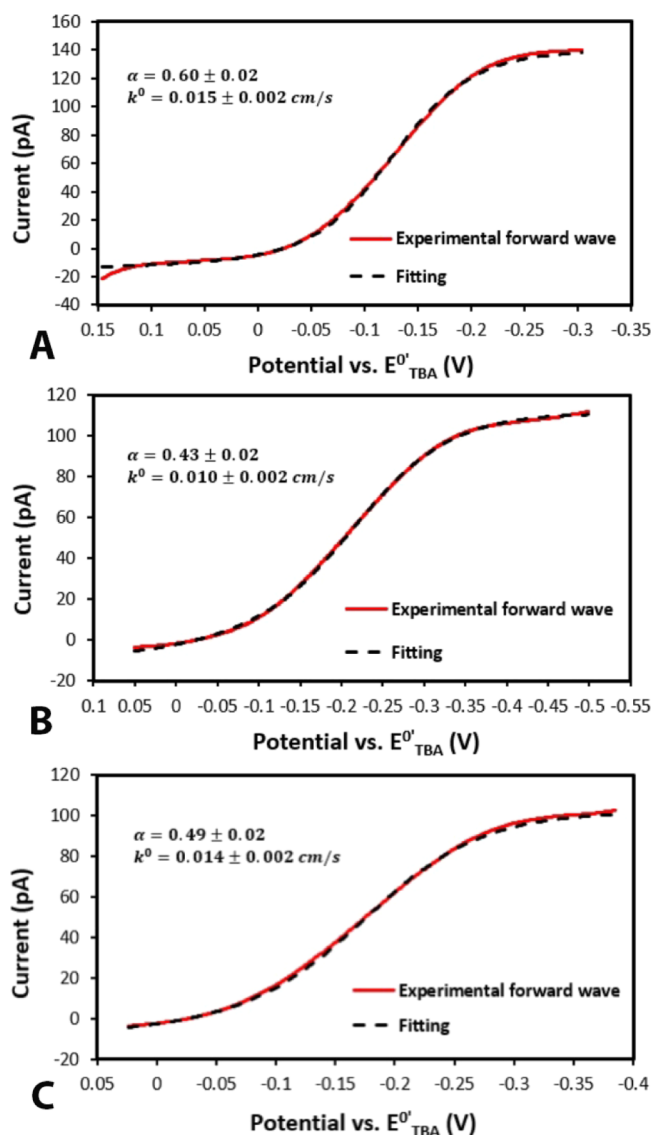 160
140
120
100
80
60
40
20
0
-20
-40
Current (pA)
α = 0.60 ± 0.02
k⁰ = 0.015 ± 0.002 cm/s
Experimental forward wave
Fitting
0.15 0.1 0.05 0 -0.05 -0.1 -0.15 -0.2 -0.25 -0.3 -0.35
A
Potential vs. E⁰'TBA (V)
120
100
80
60
40
20
0
-20
Current (pA)
α = 0.43 ± 0.02
k⁰ = 0.010 ± 0.002 cm/s
Experimental forward wave
Fitting
0.1 0.05 0 -0.05 -0.1 -0.15 -0.2 -0.25 -0.3 -0.35 -0.4 -0.45 -0.5 -0.55
B
Potential vs. E⁰'TBA (V)
120
100
80
60
40
20
0
-20
Current (pA)
α = 0.49 ± 0.02
k⁰ = 0.014 ± 0.002 cm/s
Experimental forward wave
Fitting
0.05 0 -0.05 -0.1 -0.15 -0.2 -0.25 -0.3 -0.35 -0.4
C
Potential vs. E⁰'TBA (V)